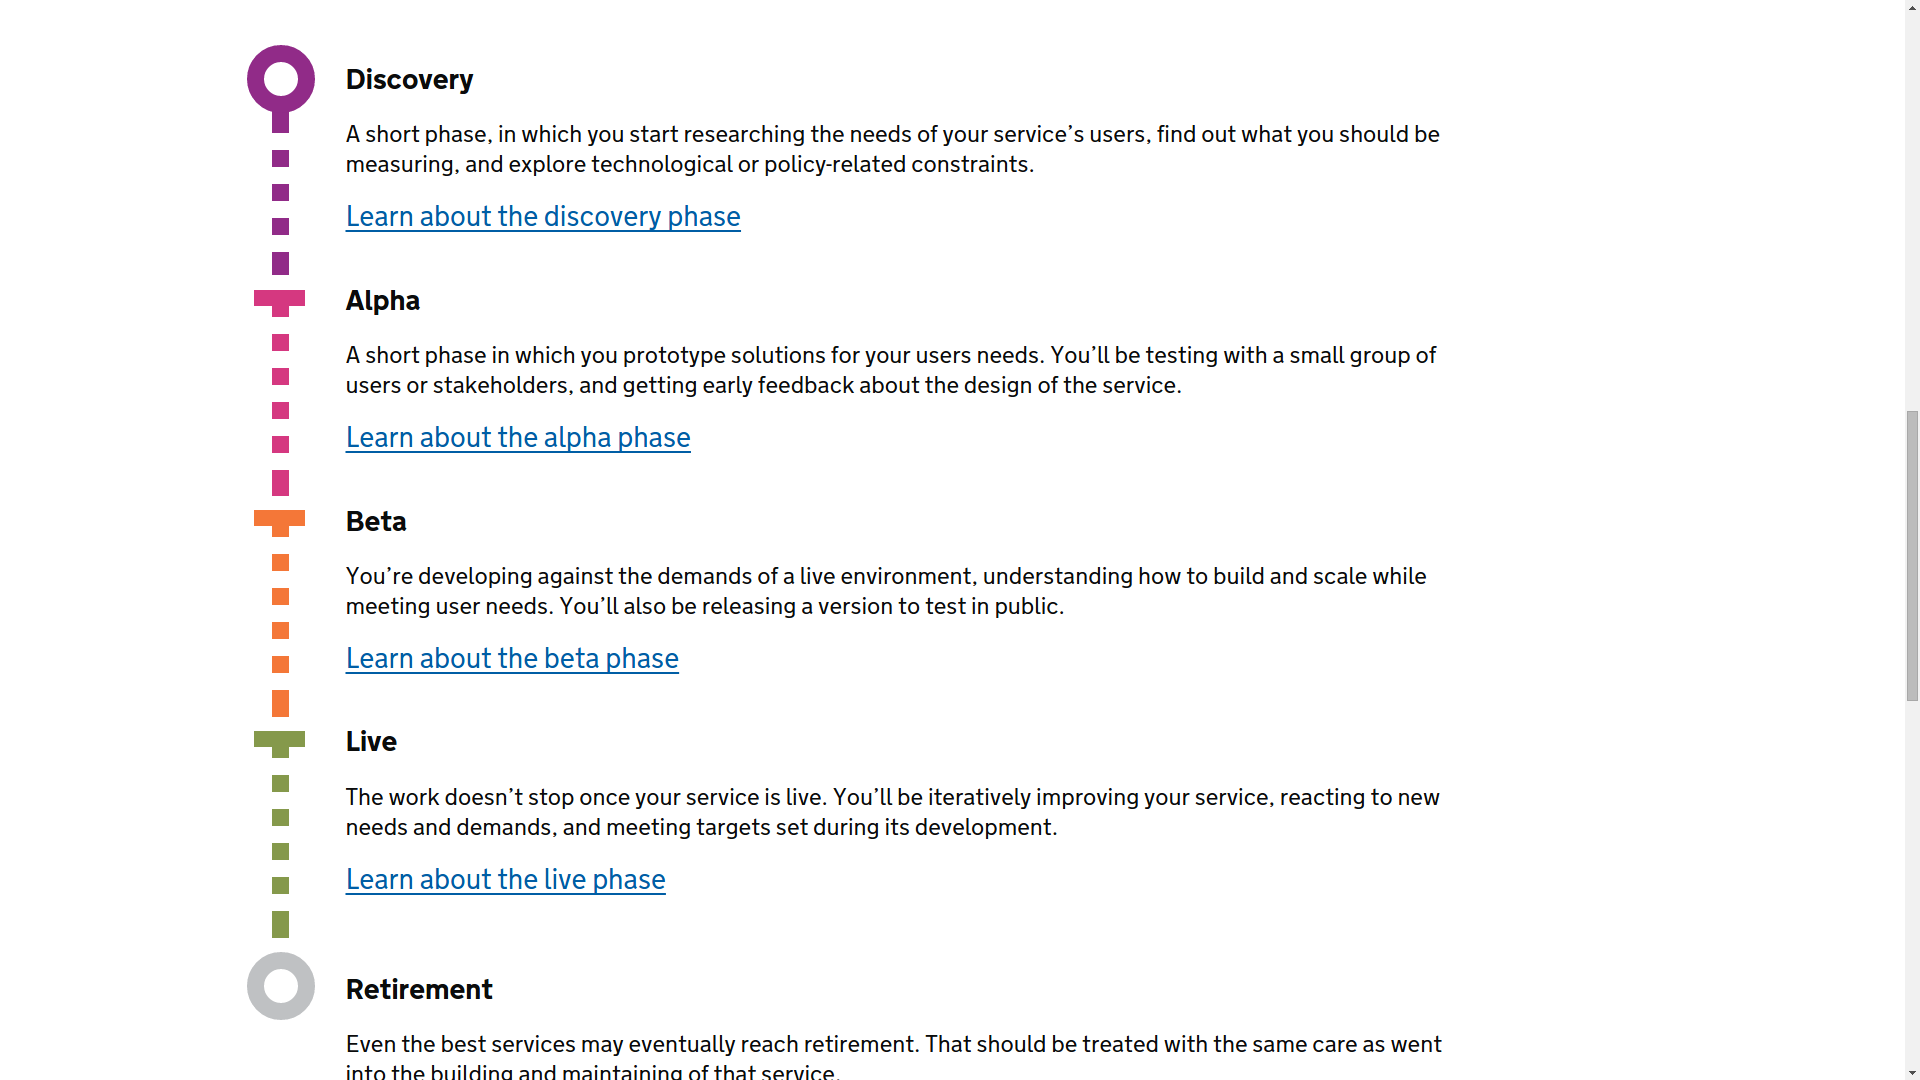 Discovery
A short phase, in which you start researching the needs of your service’s users, find out what you should be
measuring, and explore technological or policy-related constraints.
Learn about the discovery phase
Alpha
A short phase in which you prototype solutions for your users needs. You’ll be testing with a small group of
users or stakeholders, and getting early feedback about the design of the service.
Learn about the alpha phase
Beta
You’re developing against the demands of a live environment, understanding how to build and scale while
meeting user needs. You’ll also be releasing a version to test in public.
Learn about the beta phase
Live
The work doesn’t stop once your service is live. You’ll be iteratively improving your service, reacting to new
needs and demands, and meeting targets set during its development.
Learn about the live phase
Retirement
Even the best services may eventually reach retirement. That should be treated with the same care as went
into the building and maintaining of that service.